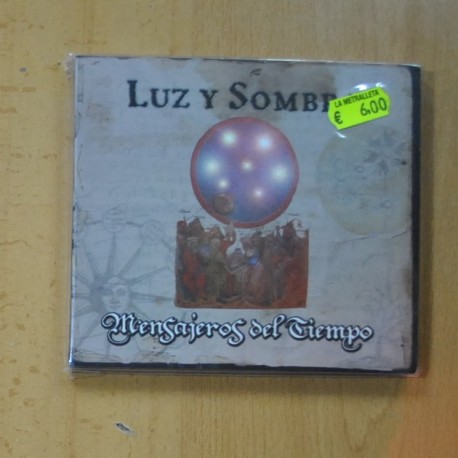 LUZ Y SOMBR
LA METRALLETA
€ 6,00
Mensajeros del Tiempo